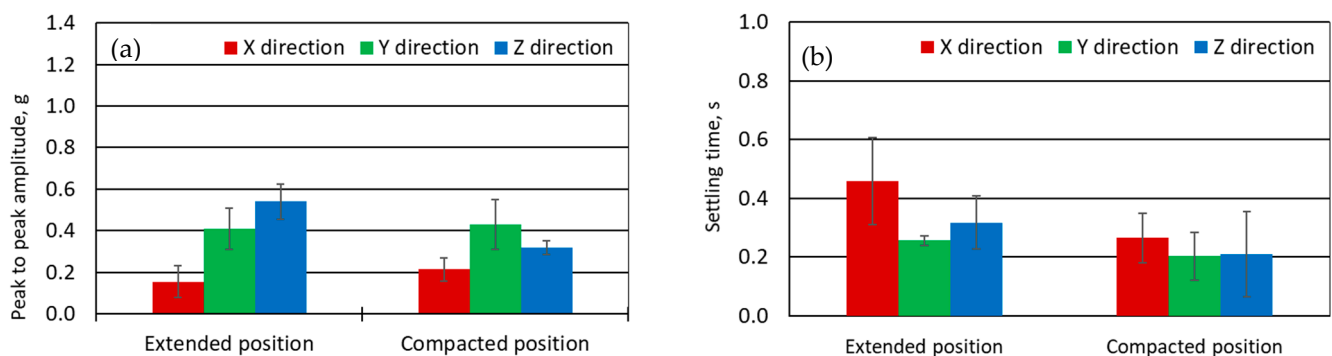 (a)
X direction Y direction Z direction
Peak to peak amplitude, g
1.4
1.2
1.0
0.8
0.6
0.4
0.2
0.0
Extended position Compacted position
(b)
X direction Y direction Z direction
Settling time, s
1.0
0.8
0.6
0.4
0.2
0.0
Extended position Compacted position